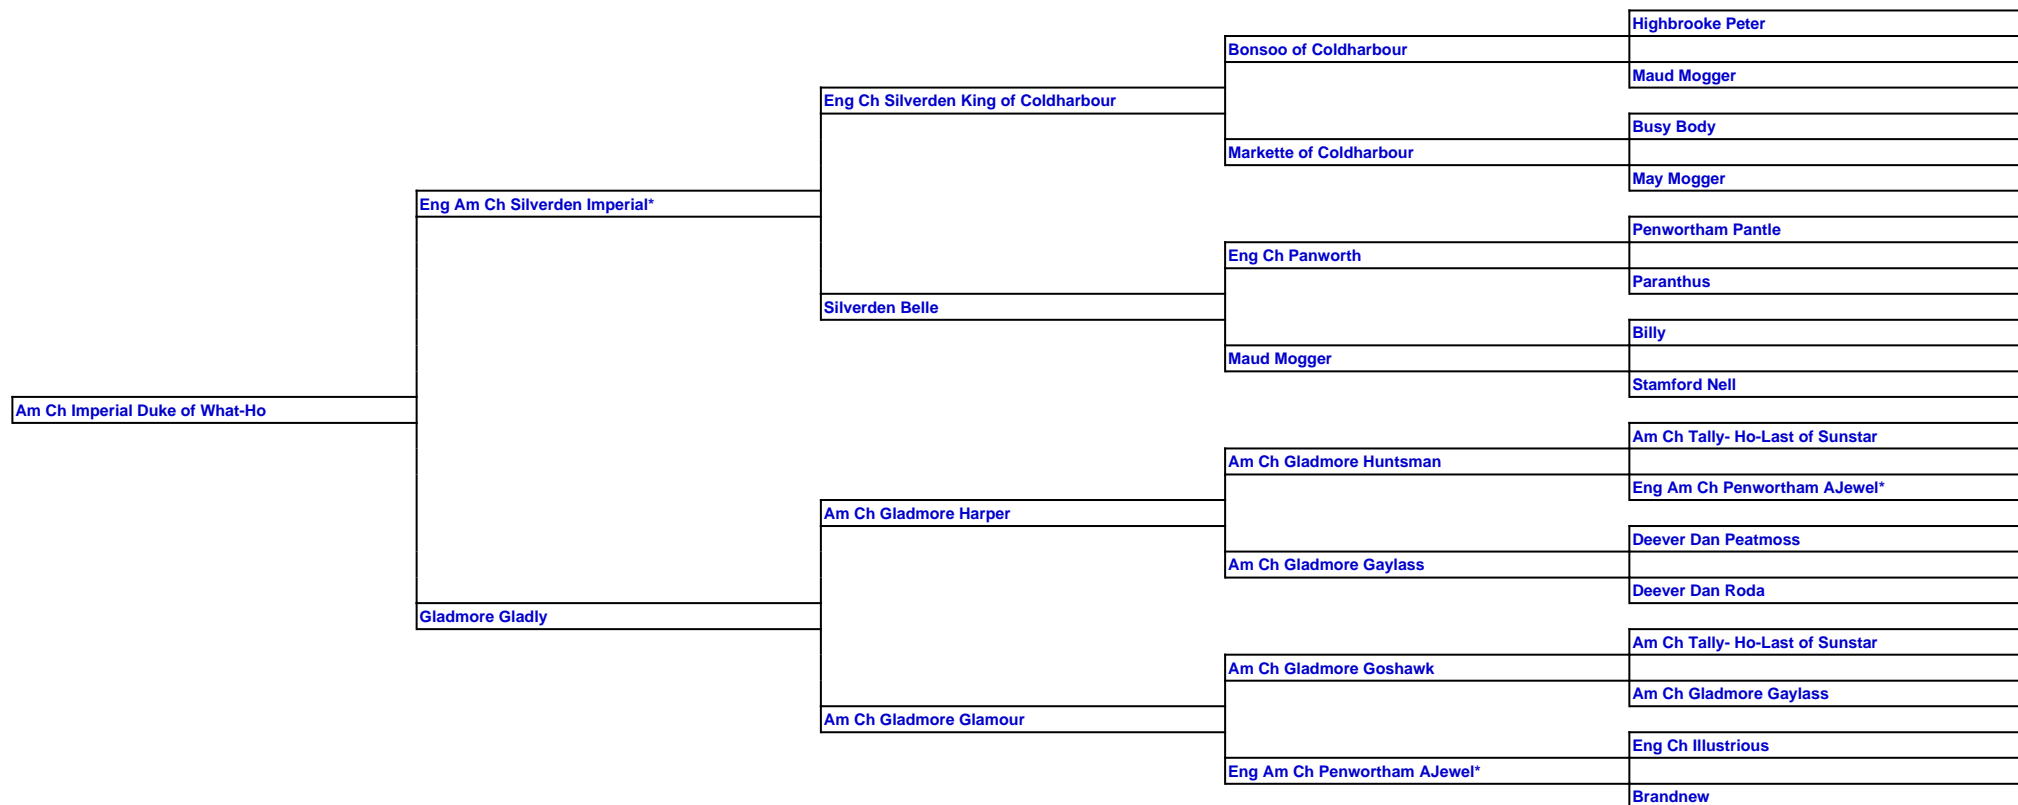 Highbrooke Peter
Bonsoo of Coldharbour
Maud Mogger
Eng Ch Silverden King of Coldharbour
Busy Body
Markette of Coldharbour
May Mogger
Eng Am Ch Silverden Imperial*
Penwortham Pantle
Eng Ch Panworth
Paranthus
Silverden Belle
Billy
Maud Mogger
Stamford Nell
Am Ch Imperial Duke of What-Ho
Am Ch Tally- Ho-Last of Sunstar
Am Ch Gladmore Huntsman
Eng Am Ch Penwortham AJewel*
Am Ch Gladmore Harper
Deever Dan Peatmoss
Am Ch Gladmore Gaylass
Deever Dan Roda
Gladmore Gladly
Am Ch Tally- Ho-Last of Sunstar
Am Ch Gladmore Goshawk
Am Ch Gladmore Gaylass
Am Ch Gladmore Glamour
Eng Ch Illustrious
Eng Am Ch Penwortham AJewel*
Brandnew